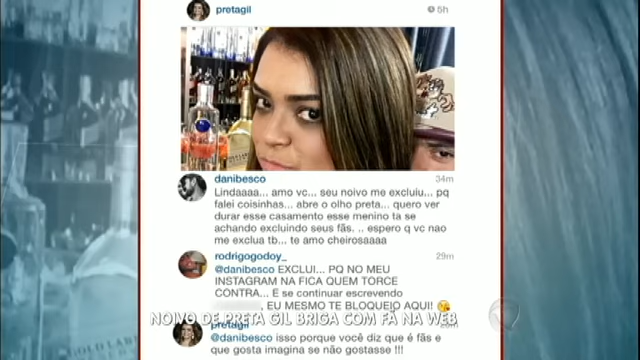 pretagil
5h
danibesco
34m
Lindaaaa... amo vc... seu noivo me excluiu... pq
falei coisinhas... abre o olho preta... quero ver
durar esse casamento esse menino ta se
achando excluindo seus fãs. .. espero q vc nao
me exclua tb.. te amo cheirosaaaa
rodrigogodoy_
29m
@danibesco EXCLUI... PQ NO MEU
INSTAGRAM NA FICA QUEM TORCE
CONTRA... E se continuar escrevendo
, EU MESMO TE BLOQUEIO AQUI!
NOIVO DE PRETA GIL BRIGA COM FÃ NA WEB
pretagil
@danibesco isso porque você diz que é fãs e
que gosta imagina se não gostasse !!!
GOLD LABEL